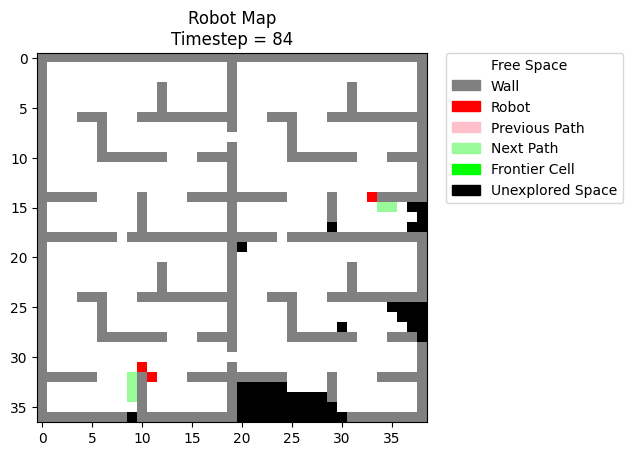 Robot Map
Timestep = 84
0
5
10
15
20
25
30
35
0
5
10
15
20
25
30
35
Free Space
Wall
Robot
Previous Path
Next Path
Frontier Cell
Unexplored Space